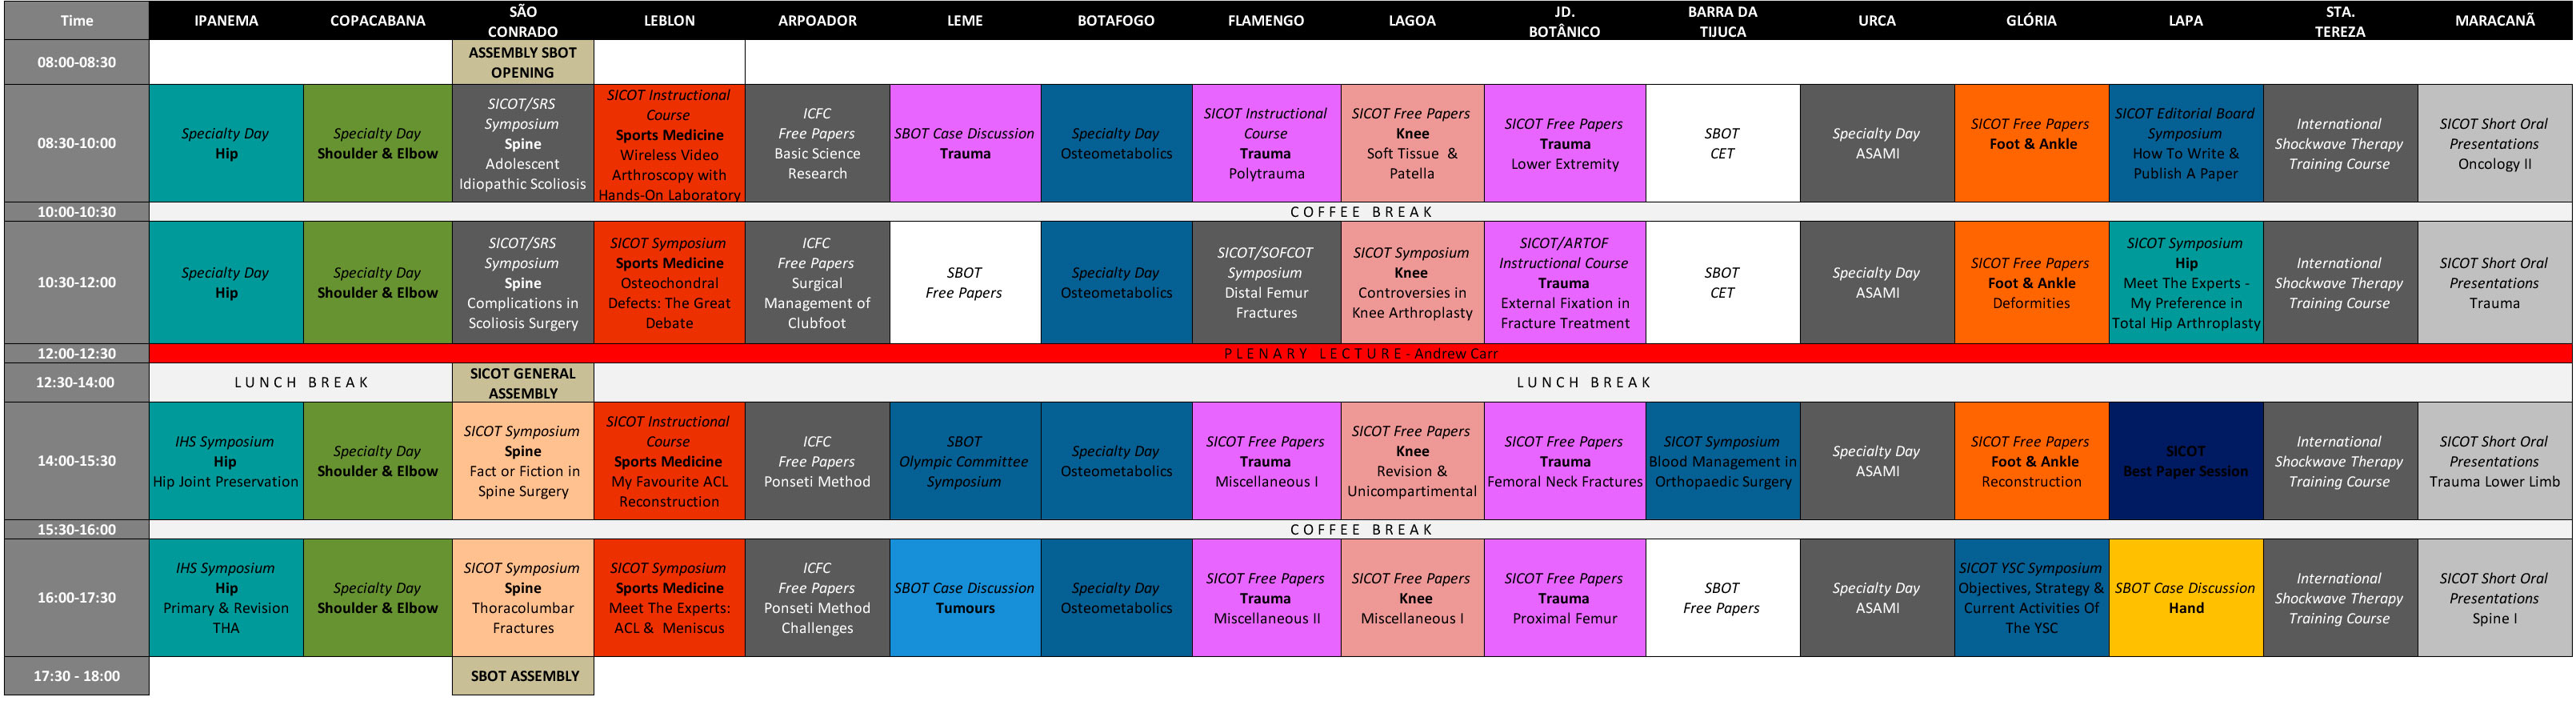 Time
IPANEMA
COPACABANA
SÃO
CONRADO
LEBLON
ARPOADOR
LEME
BOTAFOGO
FLAMENGO
LAGOA
JD.
BOTÂNICO
BARRA DA
TIJUCA
URCA
GLÓRIA
LAPA
STA.
TEREZA
MARACANÃ
08:00-08:30
ASSEMBLY SBOT
OPENING
08:30-10:00
Specialty Day
Hip
Specialty Day
Shoulder & Elbow
SICOT/SRS
Symposium
Spine
Adolescent
Idiopathic Scoliosis
SICOT Instructional
Course
Sports Medicine
Wireless Video
Arthroscopy with
Hands-On Laboratory
ICFC
Free Papers
Basic Science
Research
SBOT Case Discussion
Trauma
Specialty Day
Osteometabolics
SICOT Instructional
Course
Trauma
Polytrauma
SICOT Free Papers
Knee
Soft Tissue &
Patella
SICOT Free Papers
Trauma
Lower Extremity
SBOT
CET
Specialty Day
ASAMI
SICOT Free Papers
Foot & Ankle
SICOT Editorial Board
Symposium
How To Write &
Publish A Paper
International
Shockwave Therapy
Training Course
SICOT Short Oral
Presentations
Oncology II
10:00-10:30
COFFEE BREAK
10:30-12:00
Specialty Day
Hip
Specialty Day
Shoulder & Elbow
SICOT/SRS
Symposium
Spine
Complications in
Scoliosis Surgery
SICOT Symposium
Sports Medicine
Osteochondral
Defects: The Great
Debate
ICFC
Free Papers
Surgical
Management of
Clubfoot
SBOT
Free Papers
Specialty Day
Osteometabolics
SICOT/SOFCOT
Symposium
Distal Femur
Fractures
SICOT Symposium
Knee
Controversies in
Knee Arthroplasty
SICOT/ARTOF
Instructional Course
Trauma
External Fixation in
Fracture Treatment
SBOT
CET
Specialty Day
ASAMI
SICOT Free Papers
Foot & Ankle
Deformities
SICOT Symposium
Hip
Meet The Experts -
My Preference in
Total Hip Arthroplasty
International
Shockwave Therapy
Training Course
SICOT Short Oral
Presentations
Trauma
12:00-12:30
PLENARY LECTURE - Andrew Carr
12:30-14:00
LUNCH BREAK
SICOT GENERAL
ASSEMBLY
LUNCH BREAK
14:00-15:30
IHS Symposium
Hip
Hip Joint Preservation
Specialty Day
Shoulder & Elbow
SICOT Symposium
Spine
Fact or Fiction in
Spine Surgery
SICOT Instructional
Course
Sports Medicine
My Favourite ACL
Reconstruction
ICFC
Free Papers
Ponseti Method
SBOT
Olympic Committee
Symposium
Specialty Day
Osteometabolics
SICOT Free Papers
Trauma
Miscellaneous I
SICOT Free Papers
Knee
Revision &
Unicompartimental
SICOT Free Papers
Trauma
Femoral Neck Fractures
SICOT Symposium
Blood Management in
Orthopaedic Surgery
Specialty Day
ASAMI
SICOT Free Papers
Foot & Ankle
Reconstruction
SICOT
Best Paper Session
International
Shockwave Therapy
Training Course
SICOT Short Oral
Presentations
Trauma Lower Limb
15:30-16:00
COFFEE BREAK
16:00-17:30
IHS Symposium
Hip
Primary & Revision
THA
Specialty Day
Shoulder & Elbow
SICOT Symposium
Spine
Thoracolumbar
Fractures
SICOT Symposium
Sports Medicine
Meet The Experts:
ACL & Meniscus
ICFC
Free Papers
Ponseti Method
Challenges
SBOT Case Discussion
Tumours
Specialty Day
Osteometabolics
SICOT Free Papers
Trauma
Miscellaneous II
SICOT Free Papers
Knee
Miscellaneous I
SICOT Free Papers
Trauma
Proximal Femur
SBOT
Free Papers
Specialty Day
ASAMI
SICOT YSC Symposium
Objectives, Strategy &
Current Activities Of
The YSC
SBOT Case Discussion
Hand
International
Shockwave Therapy
Training Course
SICOT Short Oral
Presentations
Spine I
17:30 - 18:00
SBOT ASSEMBLY